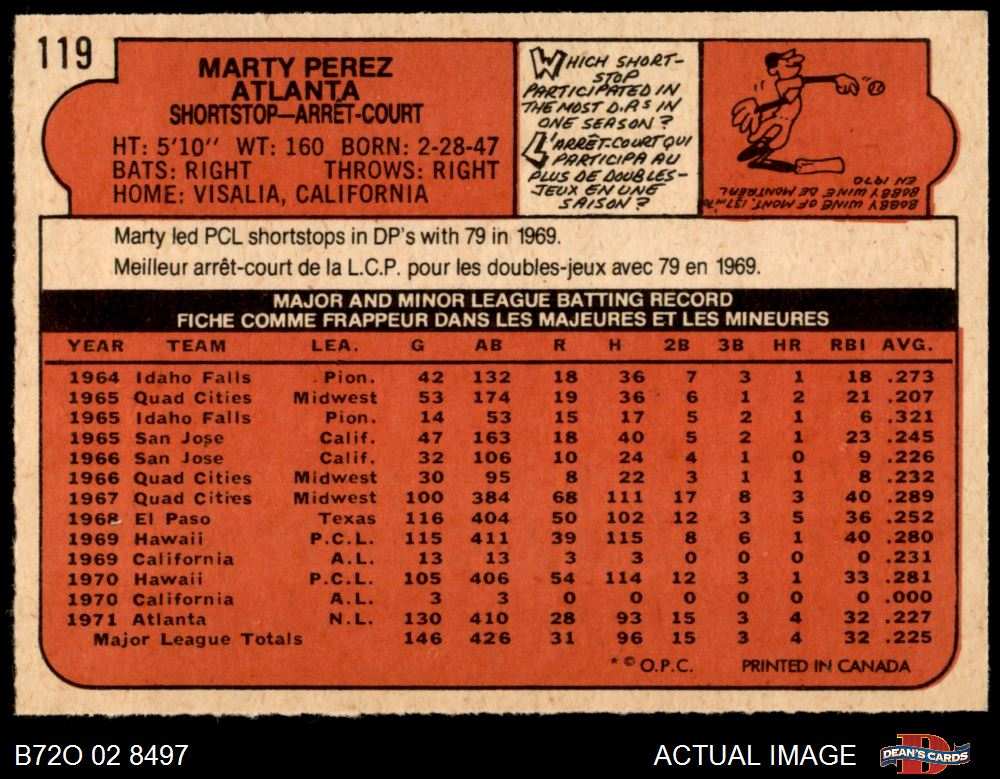 119
MARTY PEREZ
ATLANTA
SHORTSTOP—ARRÊT-COURT
HT: 5'10" WT: 160 BORN: 2-28-47
BATS: RIGHT THROWS: RIGHT
HOME: VISALIA, CALIFORNIA
WHICH SHORT-
STOP
PARTICIPATED IN
THE MOST D.P.S IN
ONE SEASON?
L'ARRÊT-COURT QUI
PARTICIPA AU
PLUS DE DOUBLES-
JEUX EN UNE
SAISON?
BOBBY WINE OF MONT., 137 IN '70
BOBBY WINE DE MONTRÉAL
EN 1970
Marty led PCL shortstops in DP's with 79 in 1969.
Meilleur arrêt-court de la L.C.P. pour les doubles-jeux avec 79 en 1969.
MAJOR AND MINOR LEAGUE BATTING RECORD
FICHE COMME FRAPPEUR DANS LES MAJEURES ET LES MINEURES
YEAR TEAM LEA. G AB R H 2B 3B HR RBI AVG.
1964 Idaho Falls Pion. 42 132 18 36 7 3 1 18 .273
1965 Quad Cities Midwest 53 174 19 36 6 1 2 21 .207
1965 Idaho Falls Pion. 14 53 15 17 5 2 1 6 .321
1965 San Jose Calif. 47 163 18 40 5 2 1 23 .245
1966 San Jose Calif. 32 106 10 24 4 1 0 9 .226
1966 Quad Cities Midwest 30 95 8 22 3 1 1 8 .232
1967 Quad Cities Midwest 100 384 68 111 17 8 3 40 .289
1968 El Paso Texas 116 404 50 102 12 3 5 36 .252
1969 Hawaii P.C.L. 115 411 39 115 8 6 1 40 .280
1969 California A.L. 13 13 3 3 0 0 0 0 .231
1970 Hawaii P.C.L. 105 406 54 114 12 3 1 33 .281
1970 California A.L. 3 3 0 0 0 0 0 0 .000
1971 Atlanta N.L. 130 410 28 93 15 3 4 32 .227
Major League Totals 146 426 31 96 15 3 4 32 .225
* © O.P.C. PRINTED IN CANADA
B72O 02 8497 ACTUAL IMAGE DEAN'S CARDS